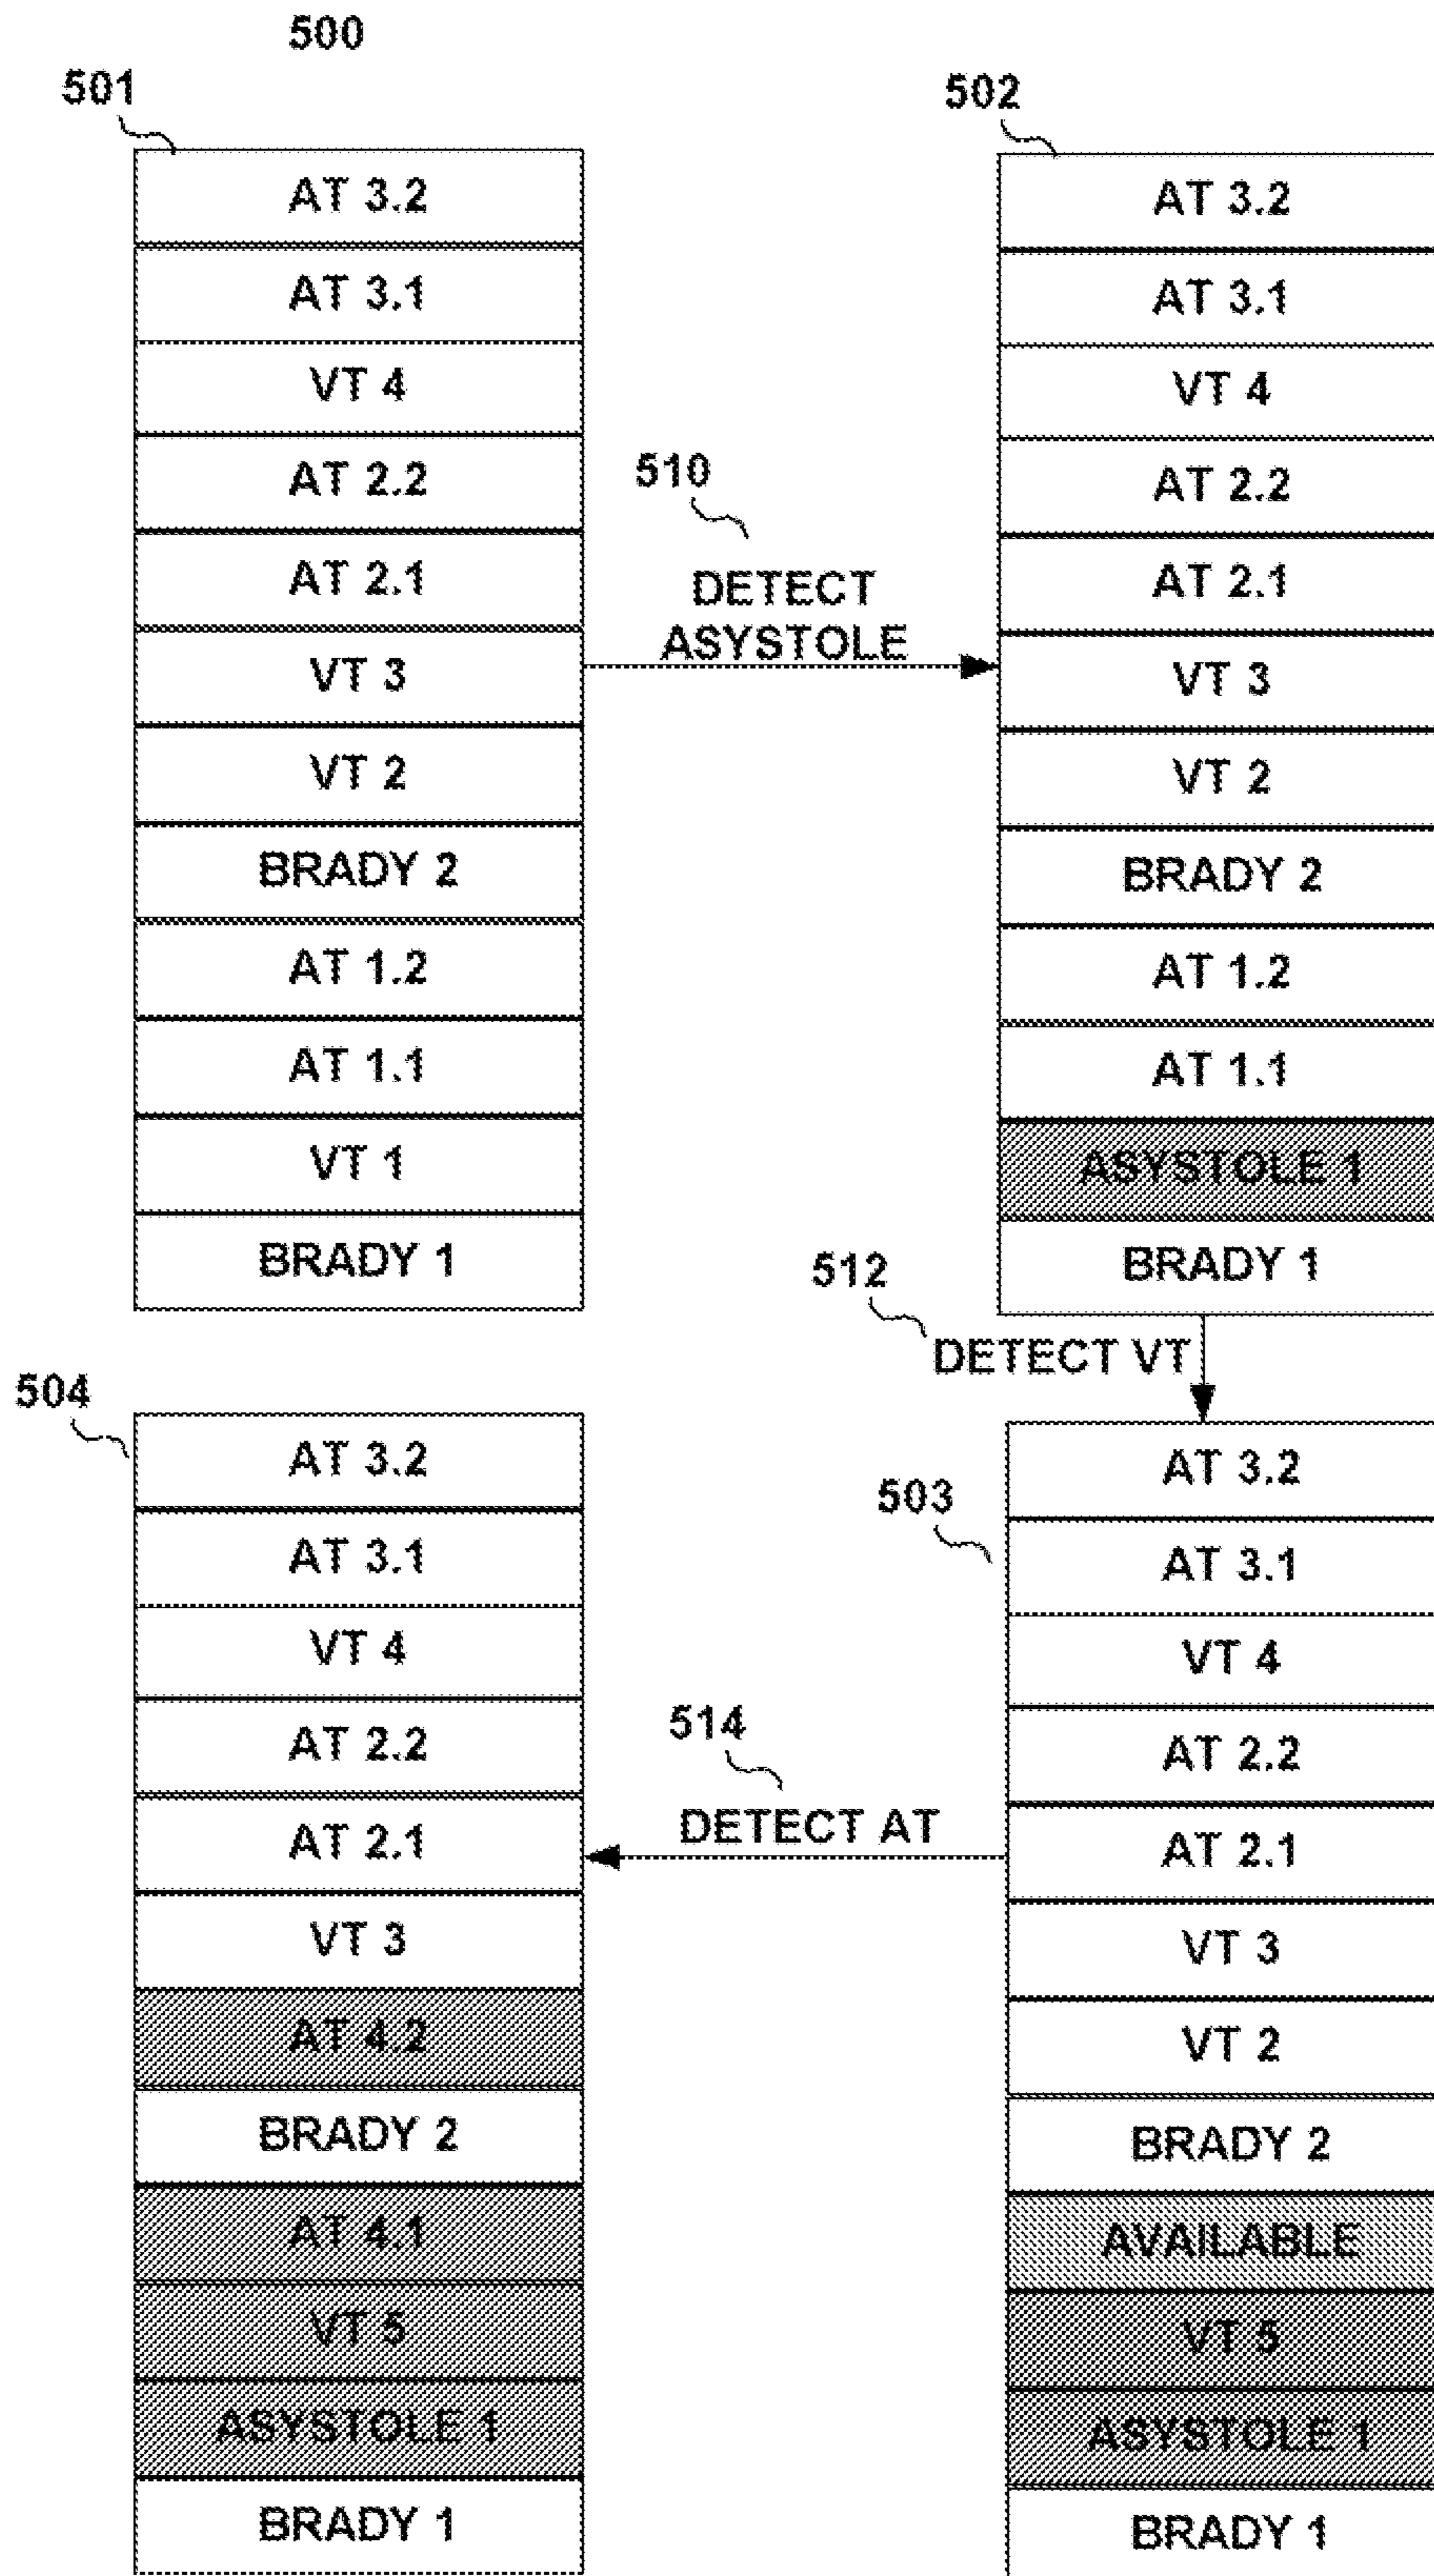 500
501
AT 3.2
AT 3.1
VT 4
AT 2.2
AT 2.1
VT 3
VT 2
BRADY 2
AT 1.2
AT 1.1
VT 1
BRADY 1
510
DETECT
ASYSTOLE
502
AT 3.2
AT 3.1
VT 4
AT 2.2
AT 2.1
VT 3
VT 2
BRADY 2
AT 1.2
AT 1.1
ASYSTOLE 1
BRADY 1
512
DETECT VT
503
AT 3.2
AT 3.1
VT 4
AT 2.2
AT 2.1
VT 3
VT 2
BRADY 2
AVAILABLE
VT 5
ASYSTOLE 1
BRADY 1
514
DETECT AT
504
AT 3.2
AT 3.1
VT 4
AT 2.2
AT 2.1
VT 3
AT 4.2
BRADY 2
AT 4.1
VT 5
ASYSTOLE 1
BRADY 1